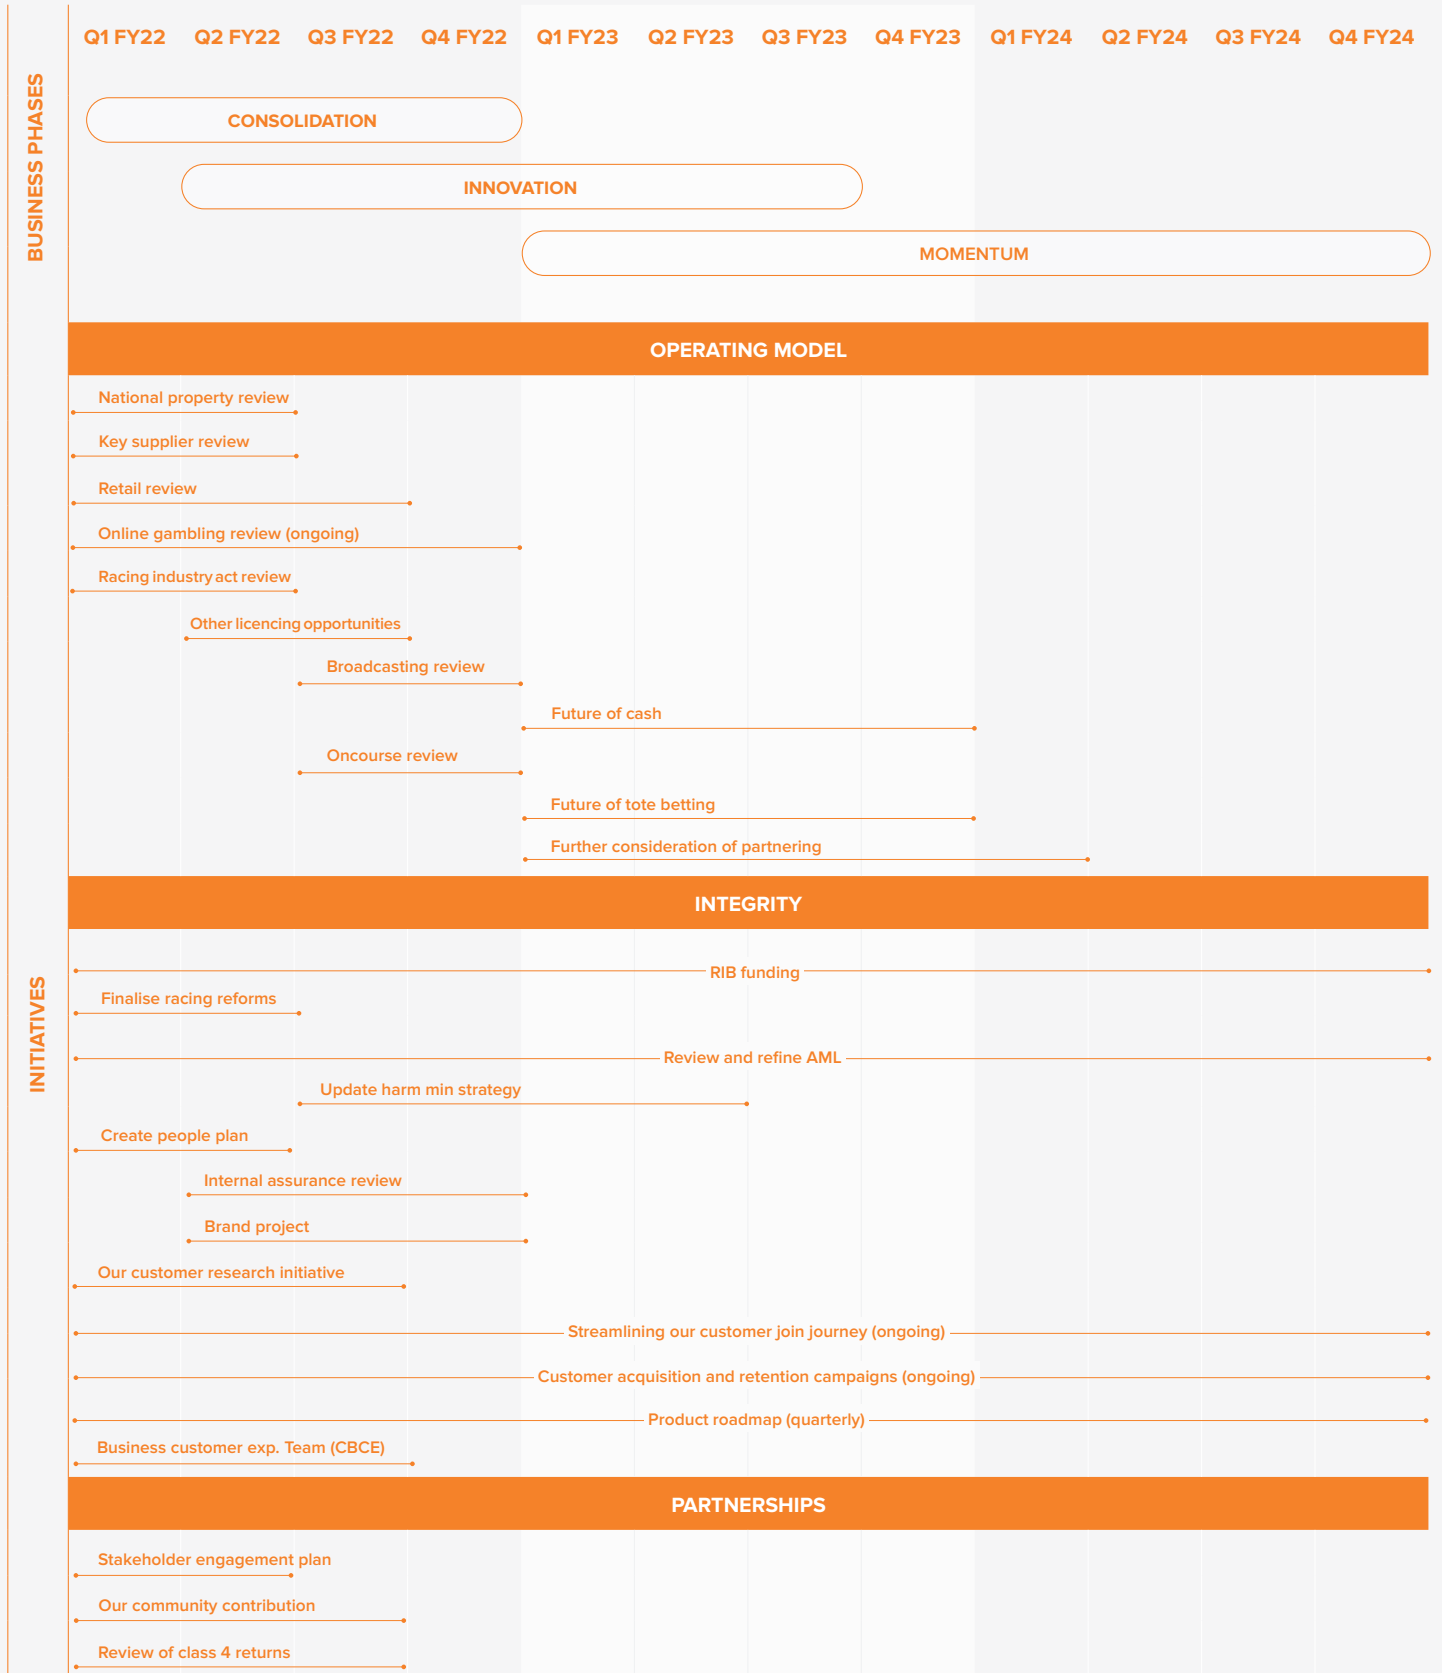 Q1 FY22 Q2 FY22 Q3 FY22 Q4 FY22 Q1 FY23 Q2 FY23 Q3 FY23 Q4 FY23 Q1 FY24 Q2 FY24 Q3 FY24 Q4 FY24
BUSINESS PHASES
CONSOLIDATION
INNOVATION
MOMENTUM
OPERATING MODEL
National property review
Key supplier review
Retail review
Online gambling review (ongoing)
Racing industry act review
Other licencing opportunities
Broadcasting review
Future of cash
Oncourse review
Future of tote betting
Further consideration of partnering
INTEGRITY
INITIATIVES
RIB funding
Finalise racing reforms
Review and refine AML
Update harm min strategy
Create people plan
Internal assurance review
Brand project
Our customer research initiative
Streamlining our customer join journey (ongoing)
Customer acquisition and retention campaigns (ongoing)
Product roadmap (quarterly)
Business customer exp. Team (CBCE)
PARTNERSHIPS
Stakeholder engagement plan
Our community contribution
Review of class 4 returns